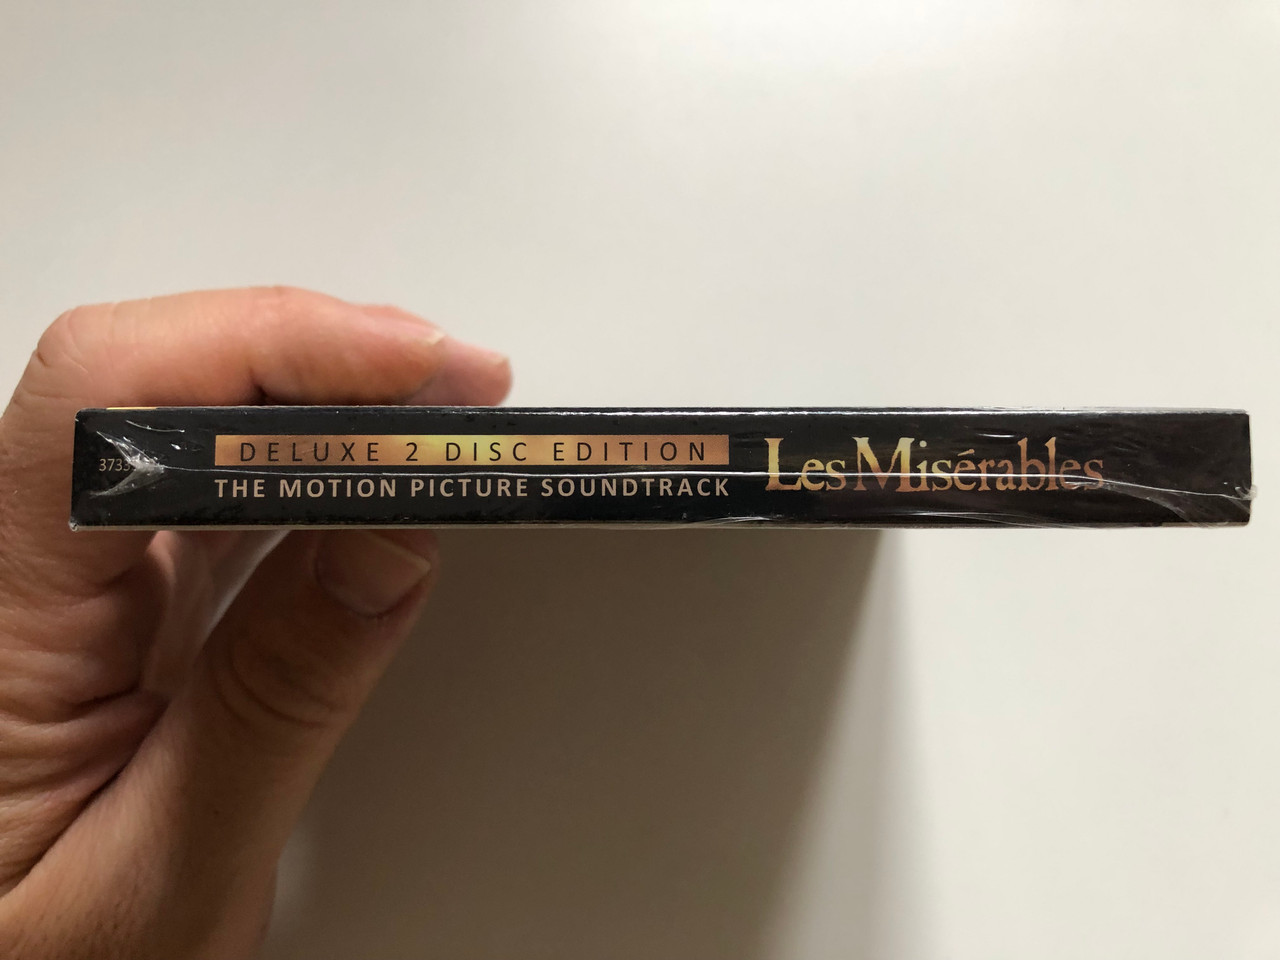 DELUXE 2 DISC EDITION
THE MOTION PICTURE SOUNDTRACK
Les Misérables